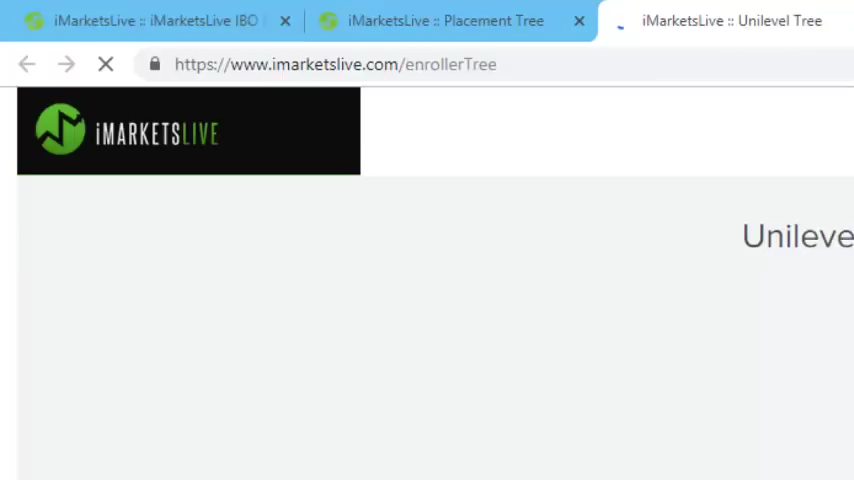 iMarketsLive :: iMarketsLive IBO
iMarketsLive :: Placement Tree
iMarketsLive :: Unilevel Tree
https://www.imarketslive.com/enrollerTree
iMARKETSLIVE
Unileve